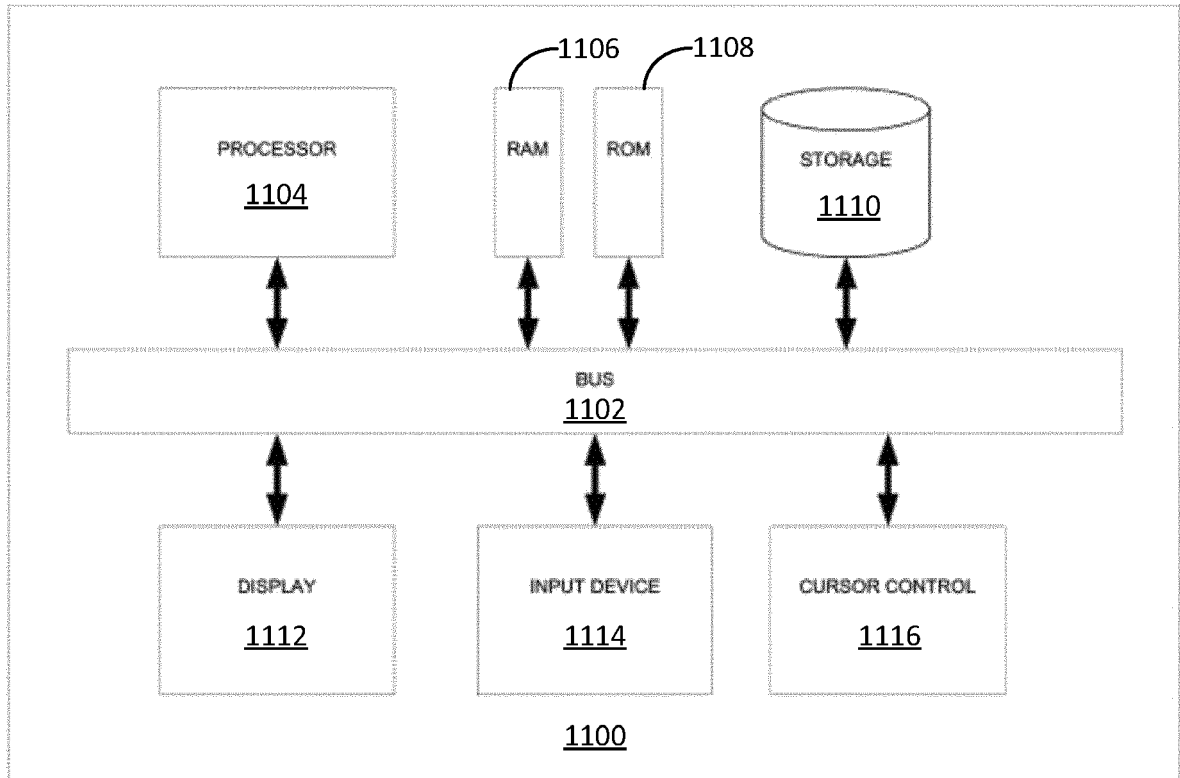 1106
1108
PROCESSOR
1104
RAM
ROM
STORAGE
1110
BUS
1102
DISPLAY
1112
INPUT DEVICE
1114
CURSOR CONTROL
1116
1100